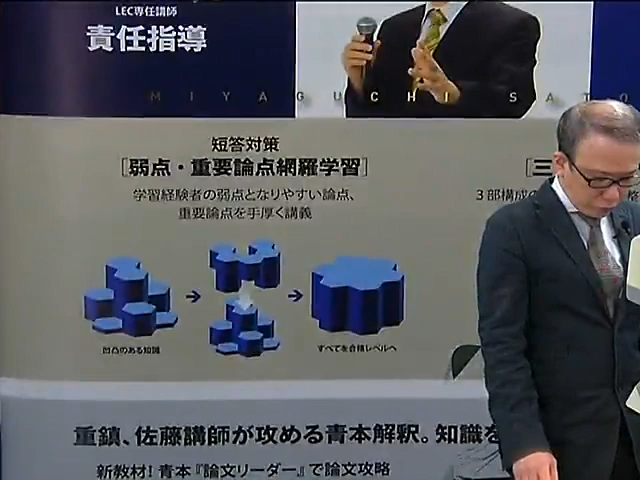 LEC専任講師
責任指導
MIYAGUCHI SATO
短答対策
[弱点・重要論点網羅学習]
学習経験者の弱点となりやすい論点、
重要論点を手厚く講義
[三
3部構成の
凹凸のある知識
すべてを合格レベルへ
重鎮、佐藤講師が攻める青本解釈。知識を
新教材!青本『論文リーダー』で論文攻略